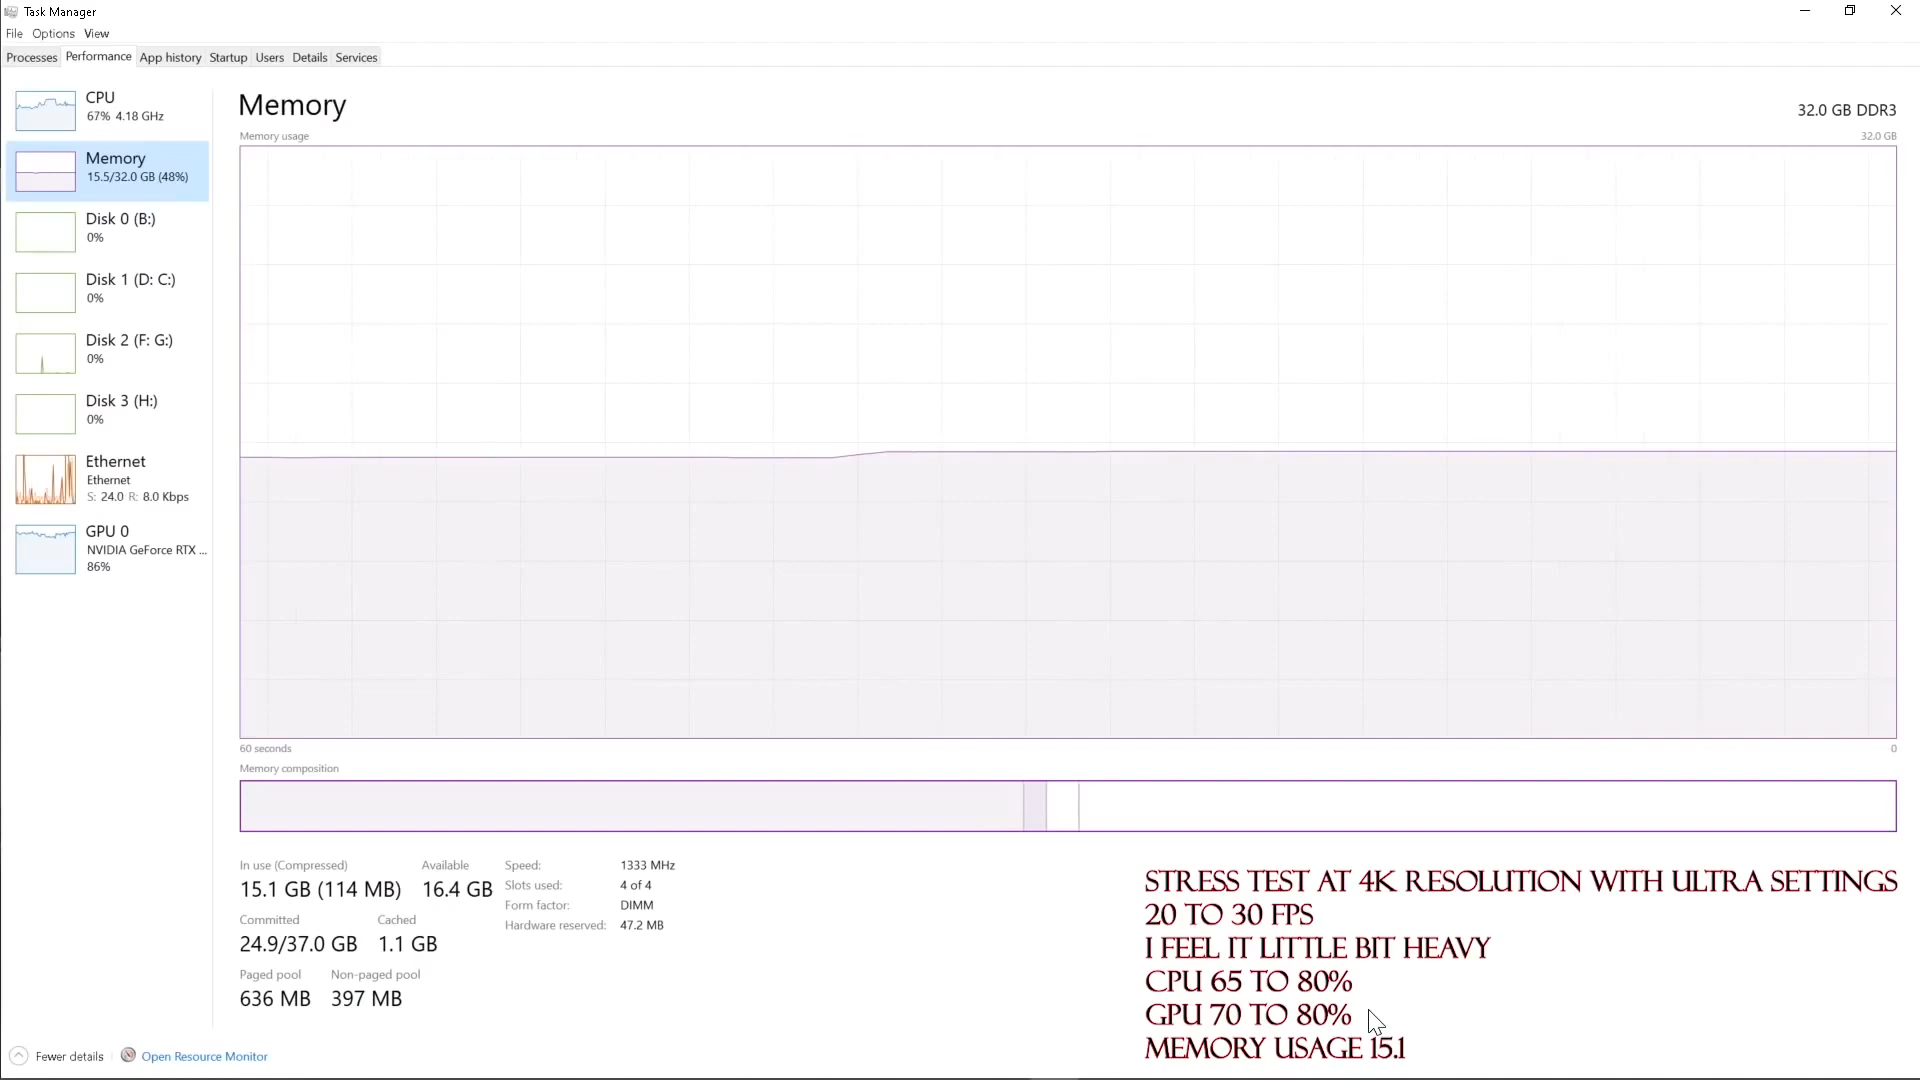 Task Manager
File Options View
Processes Performance App history Startup Users Details Services
CPU
67% 4.18 GHz
Memory
15.5/32.0 GB (48%)
Disk 0 (B:)
0%
Disk 1 (D: C:)
0%
Disk 2 (F: G:)
0%
Disk 3 (H:)
0%
Ethernet
Ethernet
S: 24.0 R: 8.0 Kbps
GPU 0
NVIDIA GeForce RTX ...
86%
Memory
32.0 GB DDR3
Memory usage
32.0 GB
60 seconds
0
Memory composition
In use (Compressed)
15.1 GB (114 MB)
Available
16.4 GB
Committed
24.9/37.0 GB
Cached
1.1 GB
Paged pool
636 MB
Non-paged pool
397 MB
Speed: 1333 MHz
Slots used: 4 of 4
Form factor: DIMM
Hardware reserved: 47.2 MB
STRESS TEST AT 4K RESOLUTION WITH ULTRA SETTINGS
20 TO 30 FPS
I FEEL IT LITTLE BIT HEAVY
CPU 65 TO 80%
GPU 70 TO 80%
MEMORY USAGE 15.1
Fewer details
Open Resource Monitor